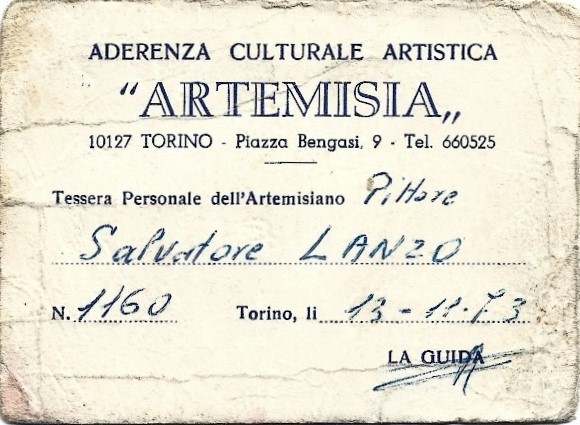 ADERENZA CULTURALE ARTISTICA
“ARTEMISIA„
10127 TORINO - Piazza Bengasi, 9 - Tel. 660525
Tessera Personale dell'Artemisiano Pittore
Salvatore LANZO
N. 1160 Torino, li 13-11-73
LA GUIDA